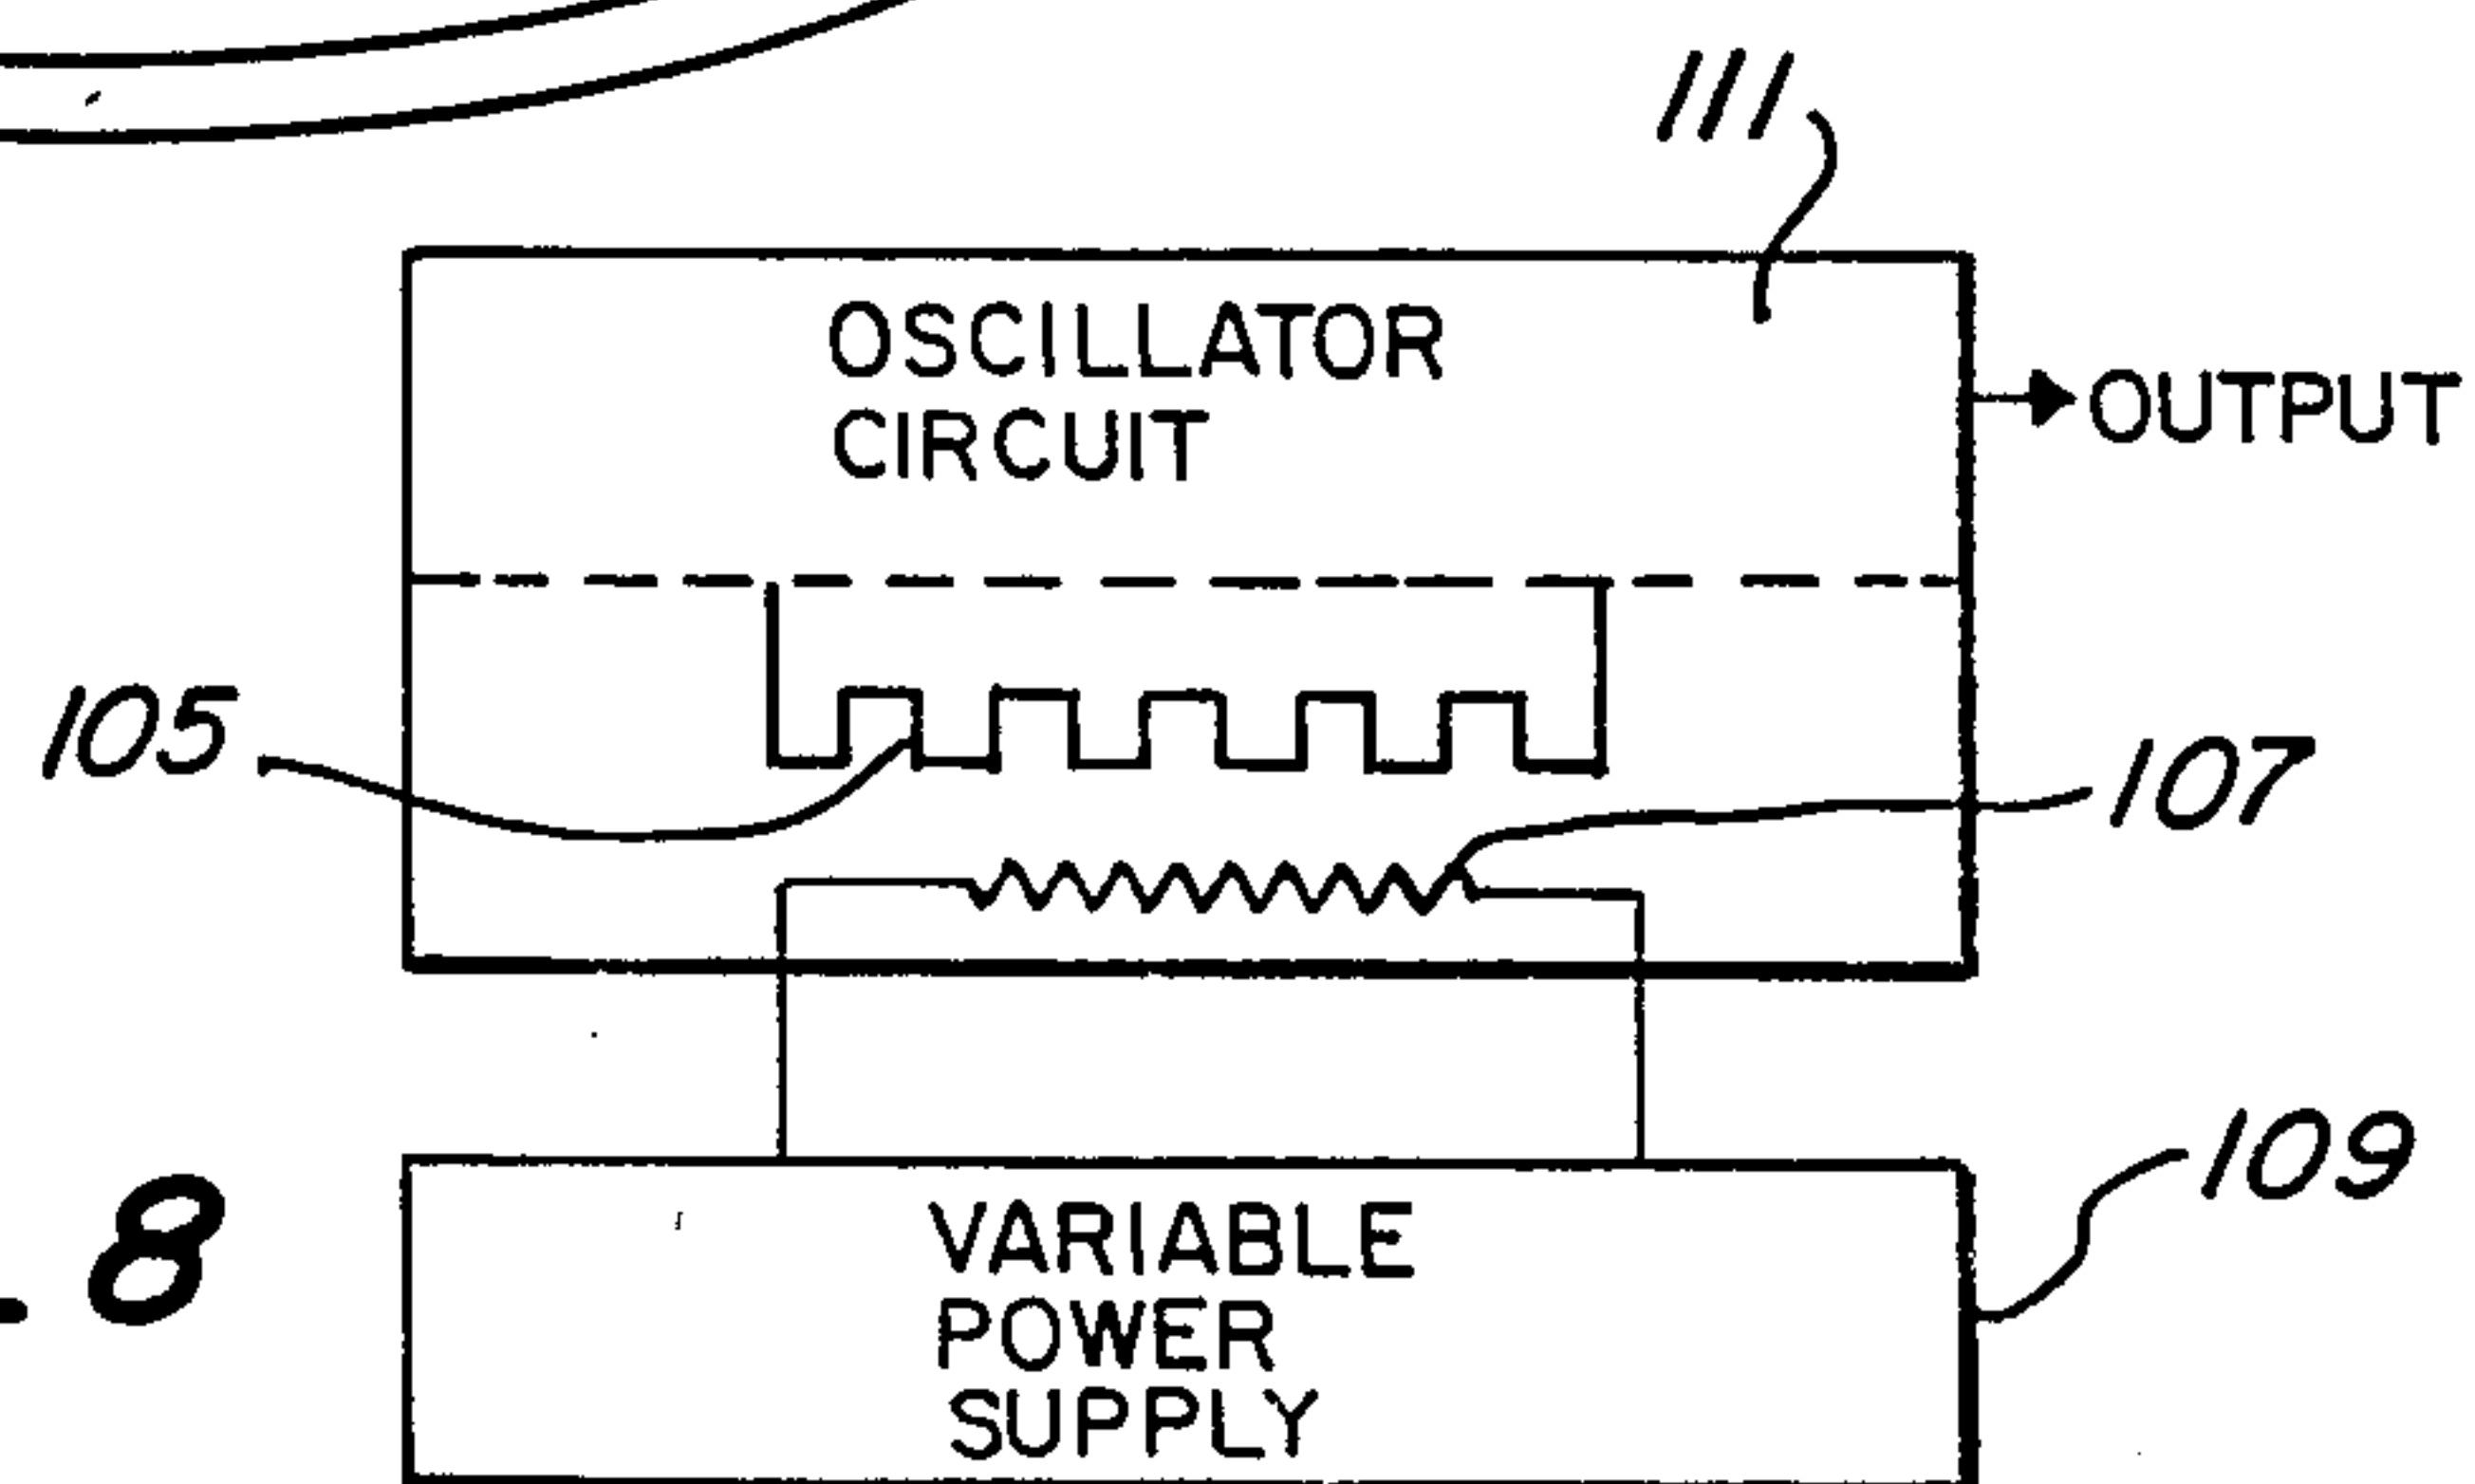 111
OSCILLATOR
CIRCUIT
OUTPUT
105
107
109
. 8
VARIABLE
POWER
SUPPLY